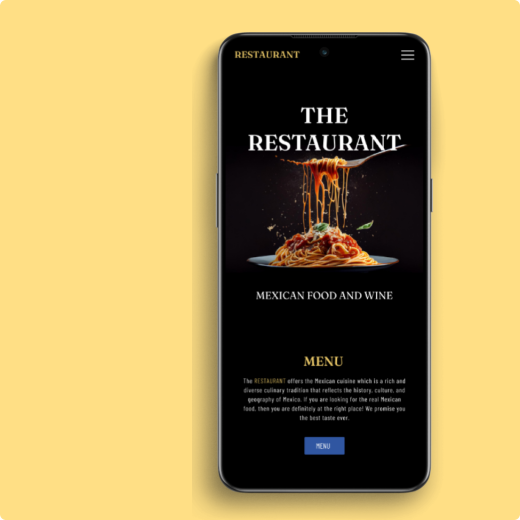 RESTAURANT
THE
RESTAURANT
MEXICAN FOOD AND WINE
MENU
The RESTAURANT offers the Mexican cuisine which is a rich and
diverse culinary tradition that reflects the history, culture, and
geography of Mexico. If you are looking for the real Mexican
food, then you are definitely at the right place! We promise you
the best taste over.
MENU